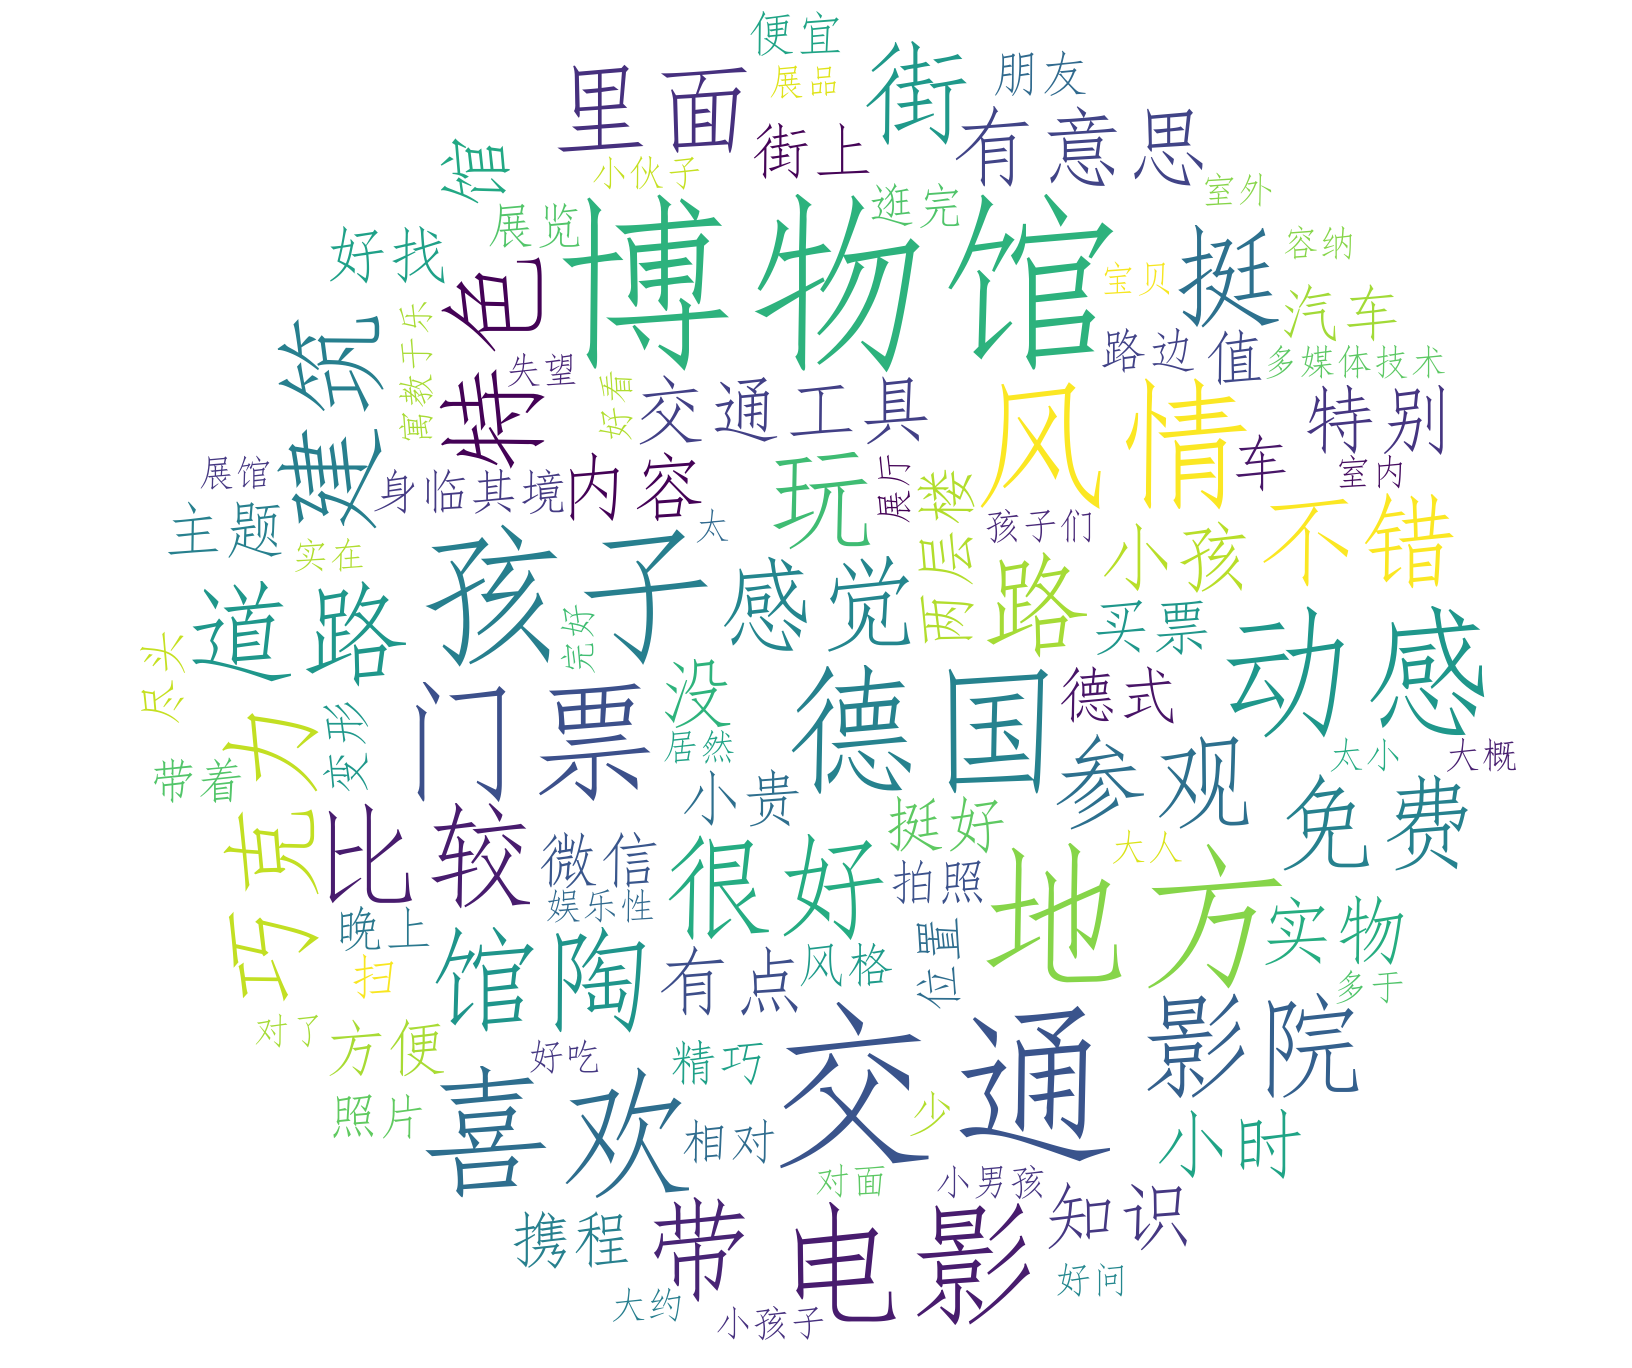 便宜
展品
里面
街
朋友
街上
有意思
馆
小伙子
展览
逛完
室外
博物馆
好找
特色
挺
容纳
宝贝
汽车
建筑
寓教于乐
失望
好看
交通工具
路边
值
多媒体技术
风情
特别
展馆
身临其境
内容
玩
展厅
两层楼
车
室内
主题
实在
孩子
太
孩子们
小孩
不错
道路
完好
感觉
路
买票
动感
尽头
巧克力
变形
门票
没
居然
德国
德式
参观
太小
大概
带着
小贵
免费
比较
微信
很好
挺好
大人
地方
娱乐性
拍照
晚上
扫
馆陶
有点
风格
位置
实物
多于
对了
方便
好吃
精巧
交通
影院
照片
喜欢
相对
少
小时
对面
小男孩
知识
携程
带
电影
好问
大约
小孩子